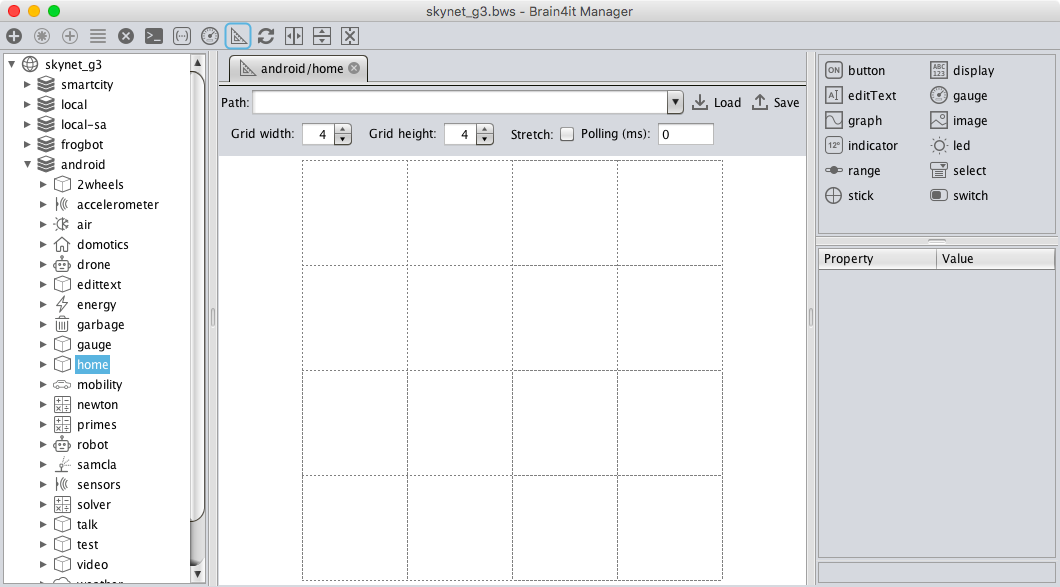 skynet_g3.bws - Brain4it Manager
skynet_g3
smartcity
local
local-sa
frogbot
android
2wheels
accelerometer
air
domotics
drone
edittext
energy
garbage
gauge
home
mobility
newton
primes
robot
samcla
sensors
solver
talk
test
video
android/home
Path:
Load
Save
Grid width: 4
Grid height: 4
Stretch:
Polling (ms): 0
ON button
ABC 123 display
AI editText
gauge
graph
image
12° indicator
led
range
select
stick
switch
Property
Value